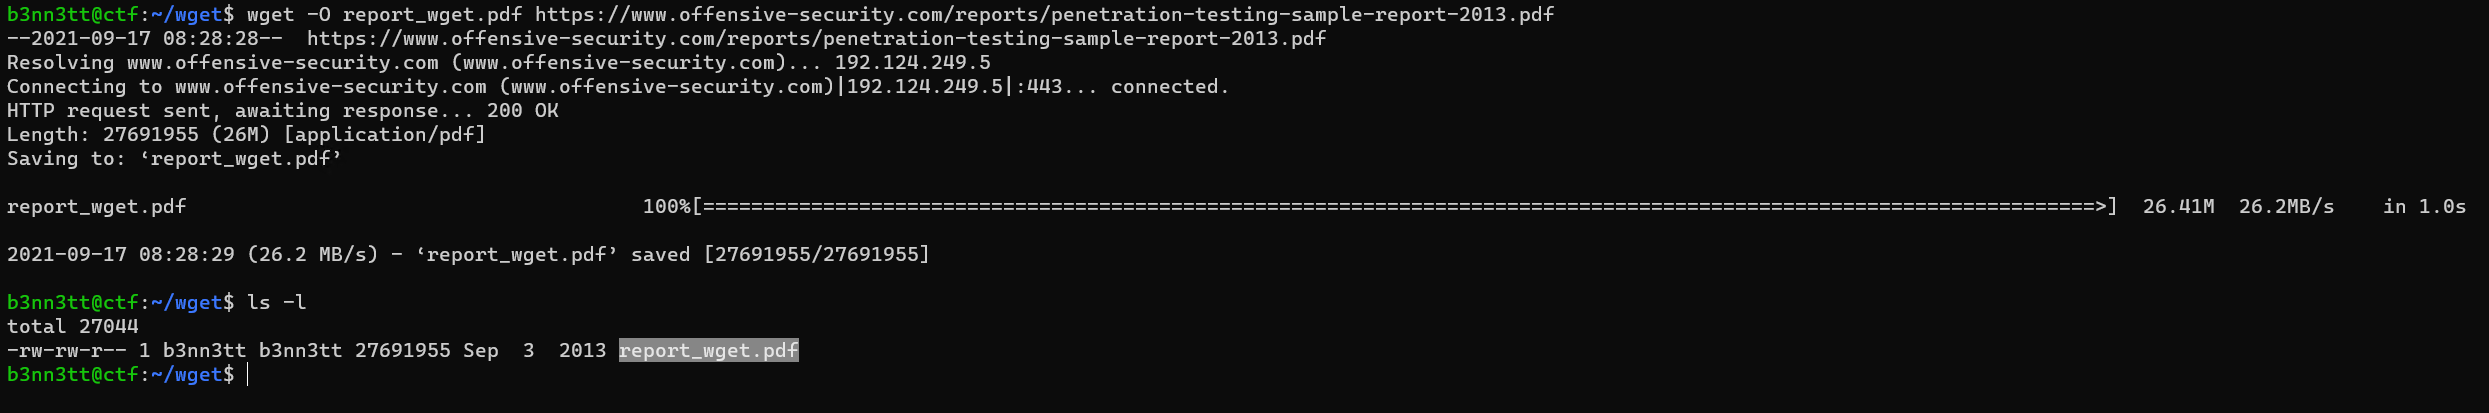 b3nn3tt@ctf:~/wget$ wget -O report_wget.pdf https://www.offensive-security.com/reports/penetration-testing-sample-report-2013.pdf
--2021-09-17 08:28:28--  https://www.offensive-security.com/reports/penetration-testing-sample-report-2013.pdf
Resolving www.offensive-security.com (www.offensive-security.com)... 192.124.249.5
Connecting to www.offensive-security.com (www.offensive-security.com)|192.124.249.5|:443... connected.
HTTP request sent, awaiting response... 200 OK
Length: 27691955 (26M) [application/pdf]
Saving to: ‘report_wget.pdf’
report_wget.pdf                                      100%[====================================================================================================================>]  26.41M  26.2MB/s    in 1.0s
2021-09-17 08:28:29 (26.2 MB/s) - ‘report_wget.pdf’ saved [27691955/27691955]
b3nn3tt@ctf:~/wget$ ls -l
total 27044
-rw-rw-r-- 1 b3nn3tt b3nn3tt 27691955 Sep  3  2013 report_wget.pdf
b3nn3tt@ctf:~/wget$